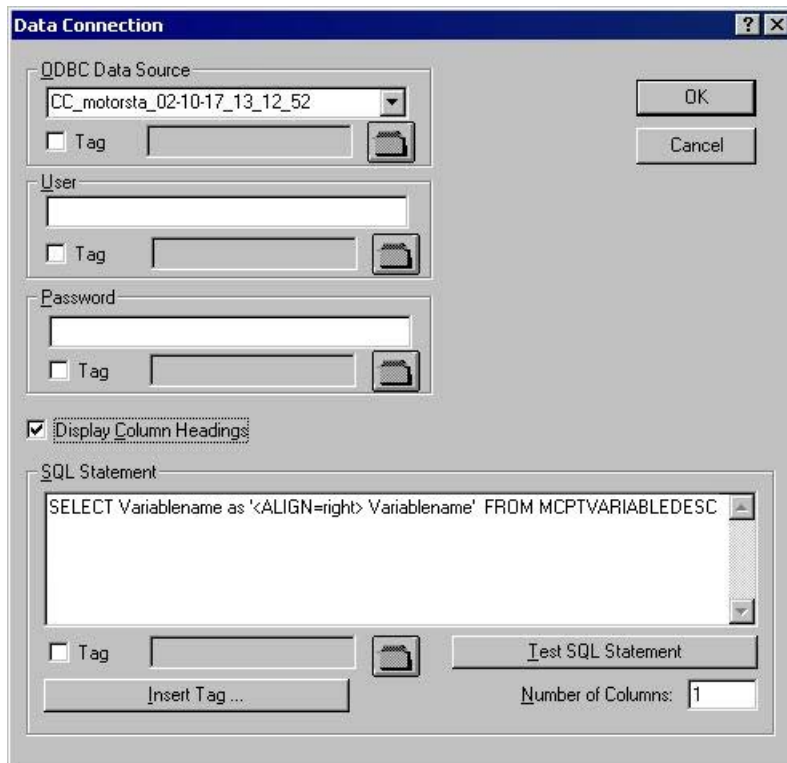 Data Connection
ODBC Data Source
CC_motorsta_02-10-17_13_12_52
Tag
OK
Cancel
User
Tag
Password
Tag
Display Column Headings
SQL Statement
SELECT Variablename as '<ALIGN=right> Variablename' FROM MCPTVARIABLEDESC
Tag
Test SQL Statement
Insert Tag ...
Number of Columns: 1